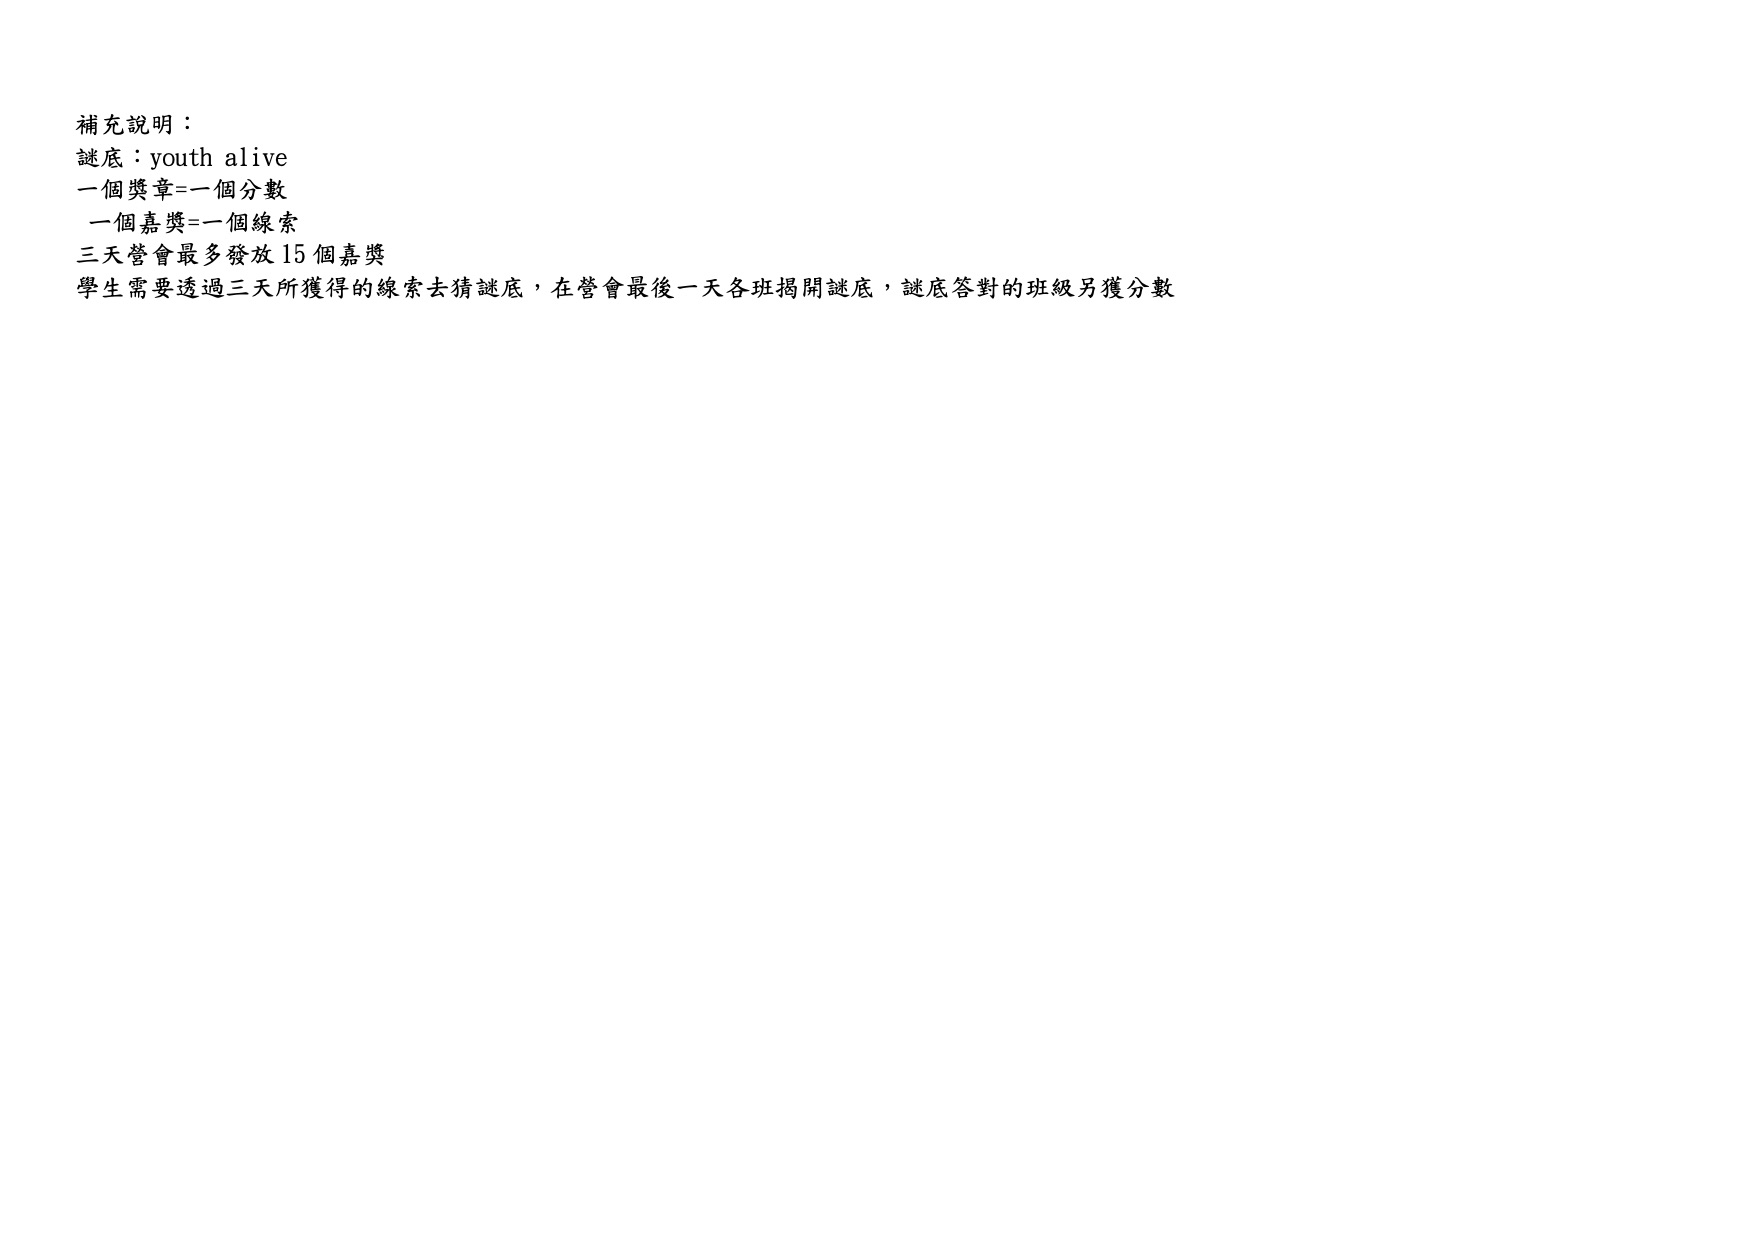 補充說明：
謎底：youth alive
一個獎章=一個分數
一個嘉獎=一個線索
三天營會最多發放 15 個嘉獎
學生需要透過三天所獲得的線索去猜謎底，在營會最後一天各班揭開謎底，謎底答對的班級另獲分數